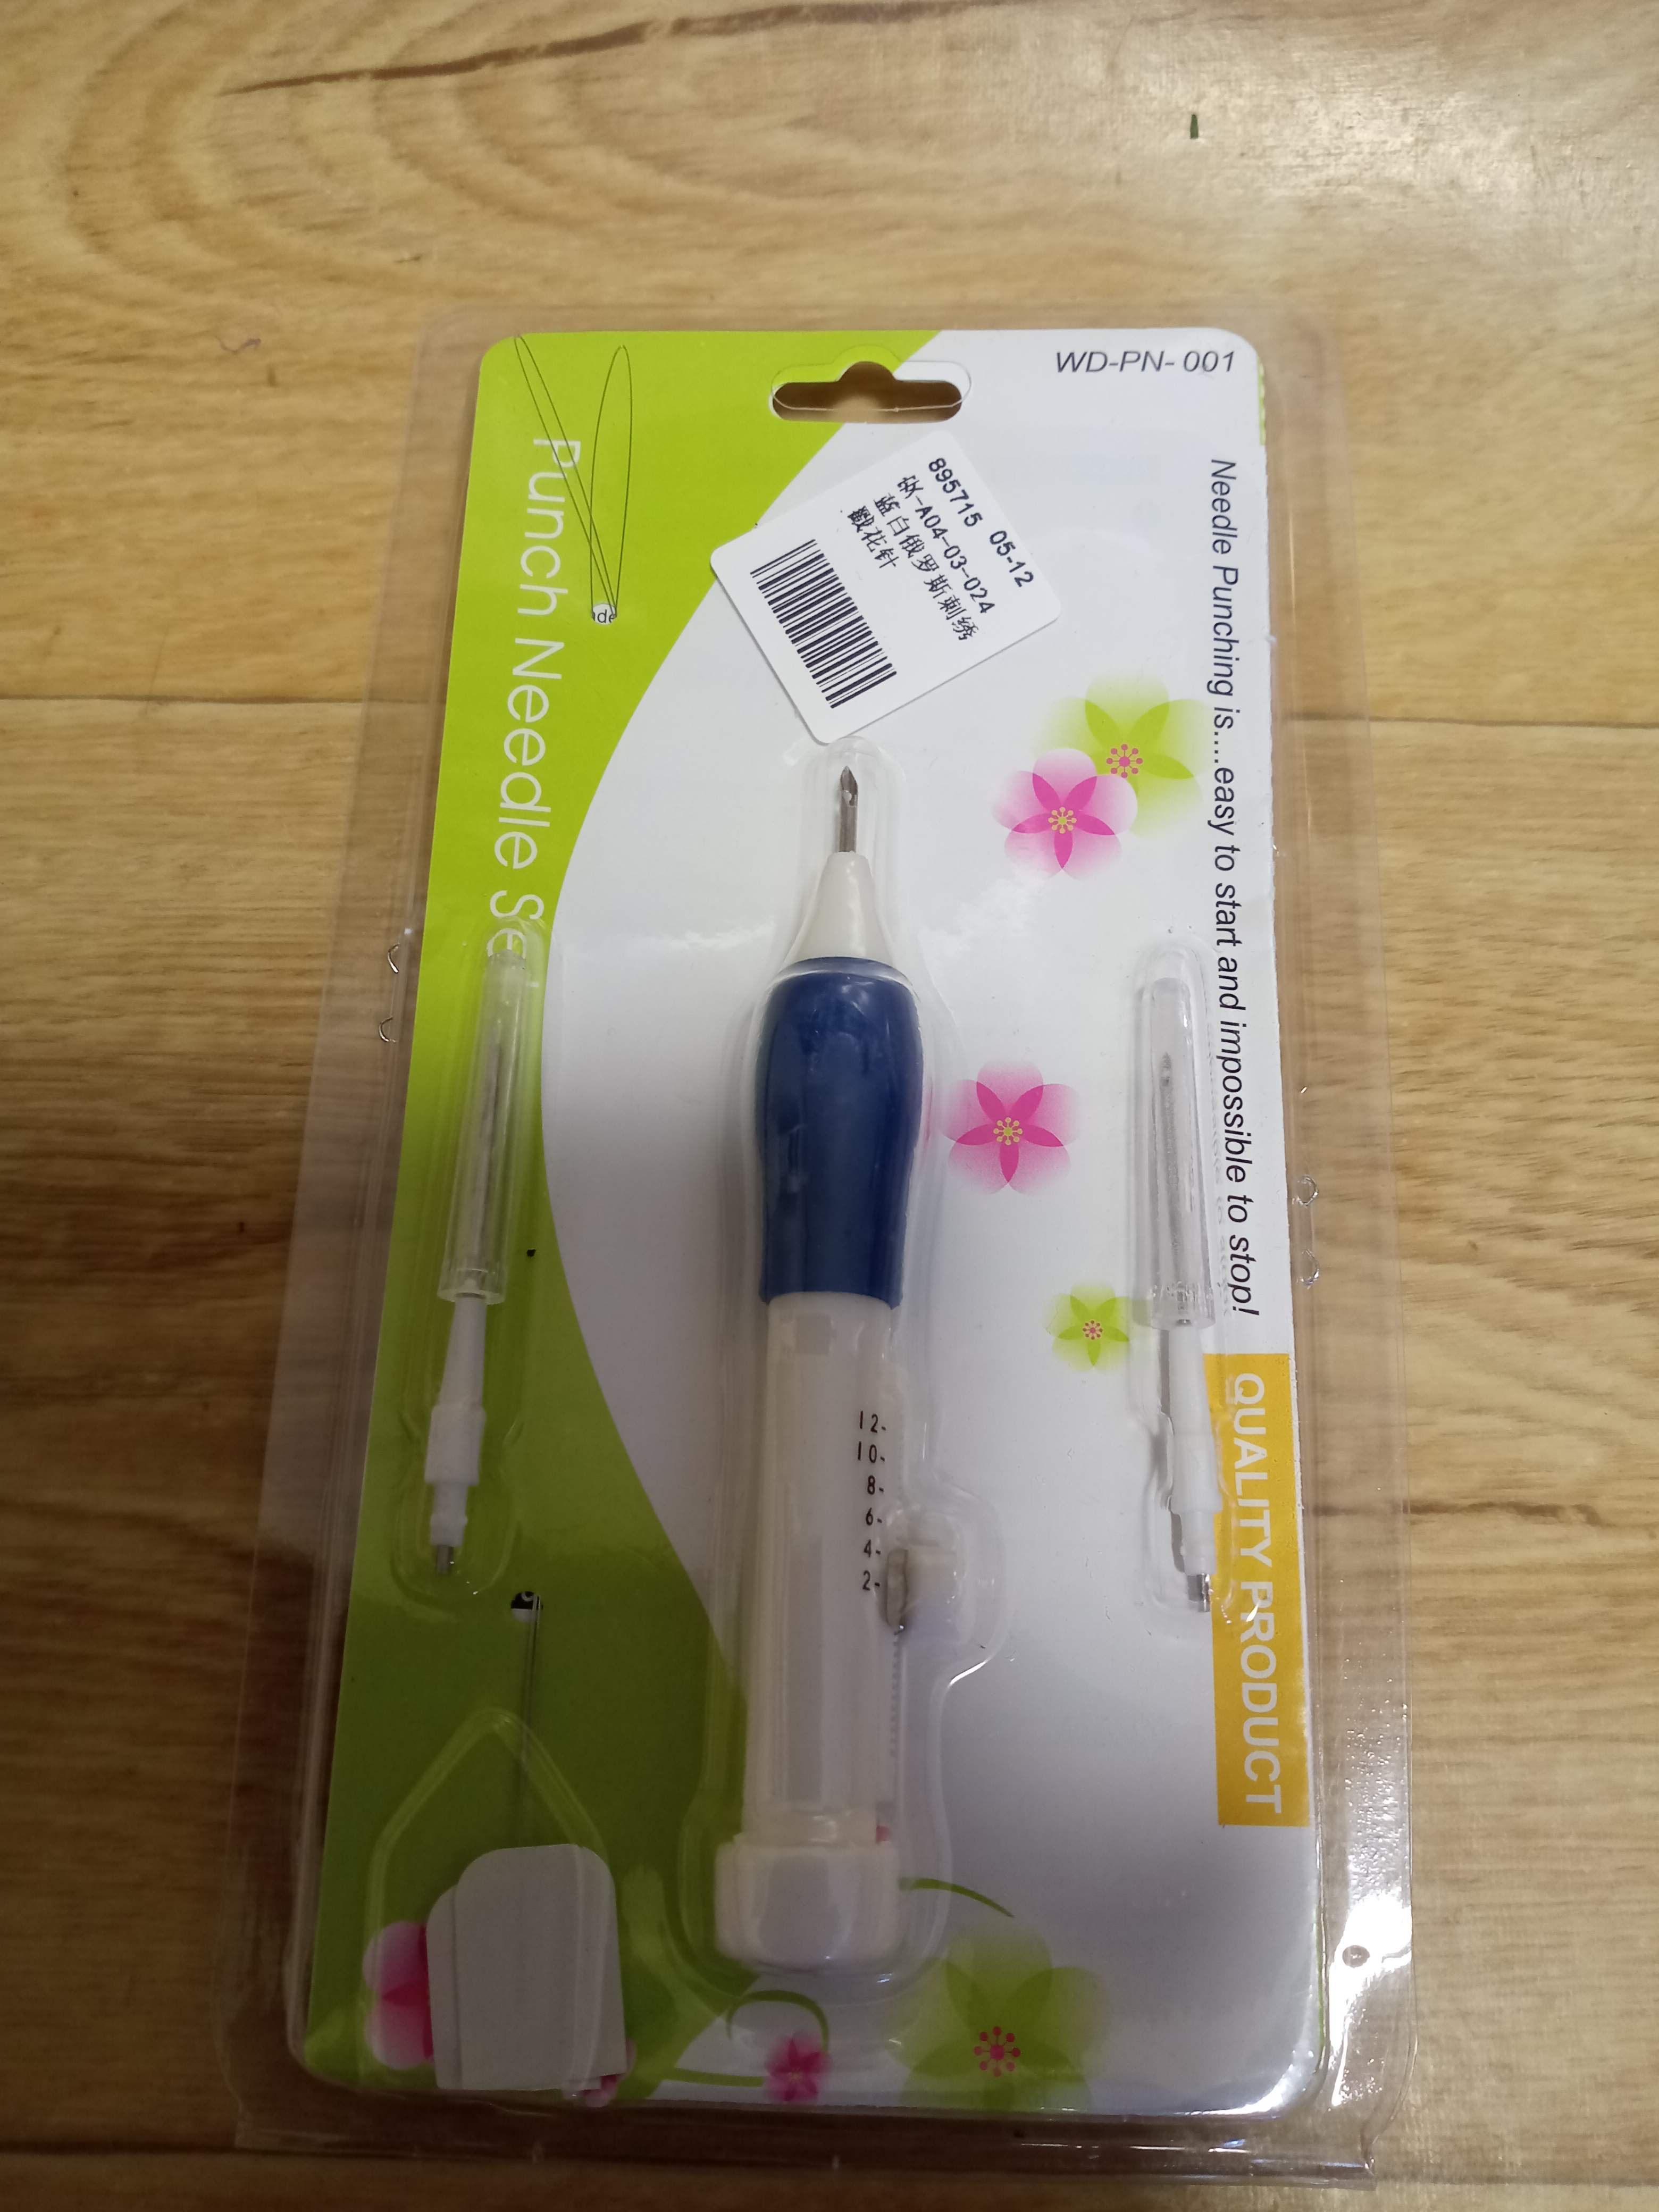 WD-PN-001
Punch Needle Set
895715 05-12
A04-03-024
蓝白俄罗斯刺绣
戳花针
Needle Punching is....easy to start and impossible to stop!
QUALITY PRODUCT
12-
10-
8-
6-
4-
2-